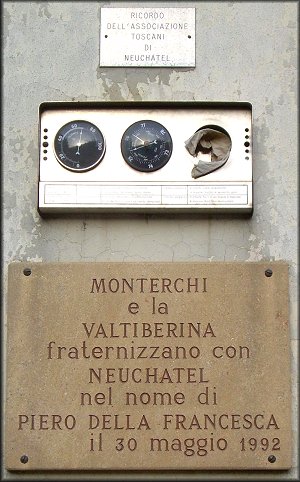 RICORDO
DELL'ASSOCIAZIONE
TOSCANI
DI
NEUCHATEL
MONTERCHI
e la
VALTIBERINA
fraternizzano con
NEUCHATEL
nel nome di
PIERO DELLA FRANCESCA
il 30 maggio 1992